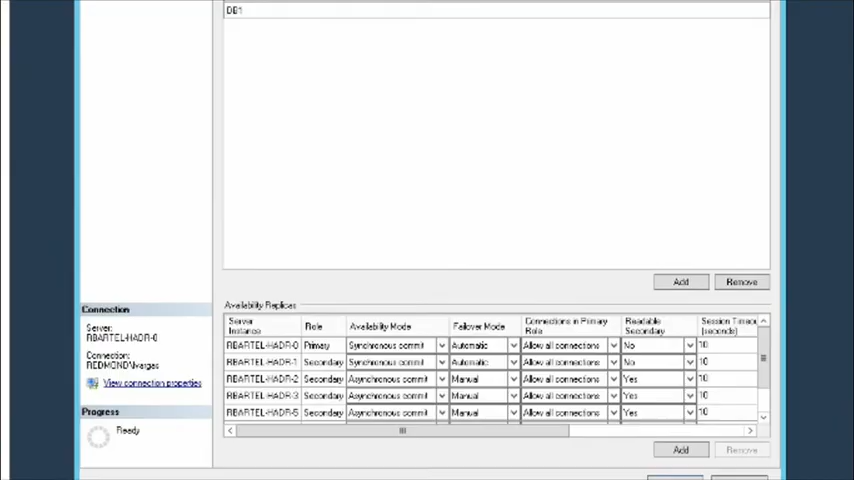 DB1
Add Remove
Availability Replicas
Server Instance Role Availability Mode Failover Mode Connections in Primary Role Readable Secondary Session Timeou (seconds)
RBARTEL-HADR-0 Primary Synchronous commit Automatic Allow all connections No 10
RBARTEL-HADR-1 Secondary Synchronous commit Automatic Allow all connections No 10
RBARTEL-HADR-2 Secondary Asynchronous commit Manual Allow all connections Yes 10
RBARTEL-HADR-3 Secondary Asynchronous commit Manual Allow all connections Yes 10
RBARTEL-HADR-5 Secondary Asynchronous commit Manual Allow all connections Yes 10
Add Remove
Connection
Server:
RBARTEL-HADR-0
Connection:
REDMOND\lvargas
View connection properties
Progress
Ready